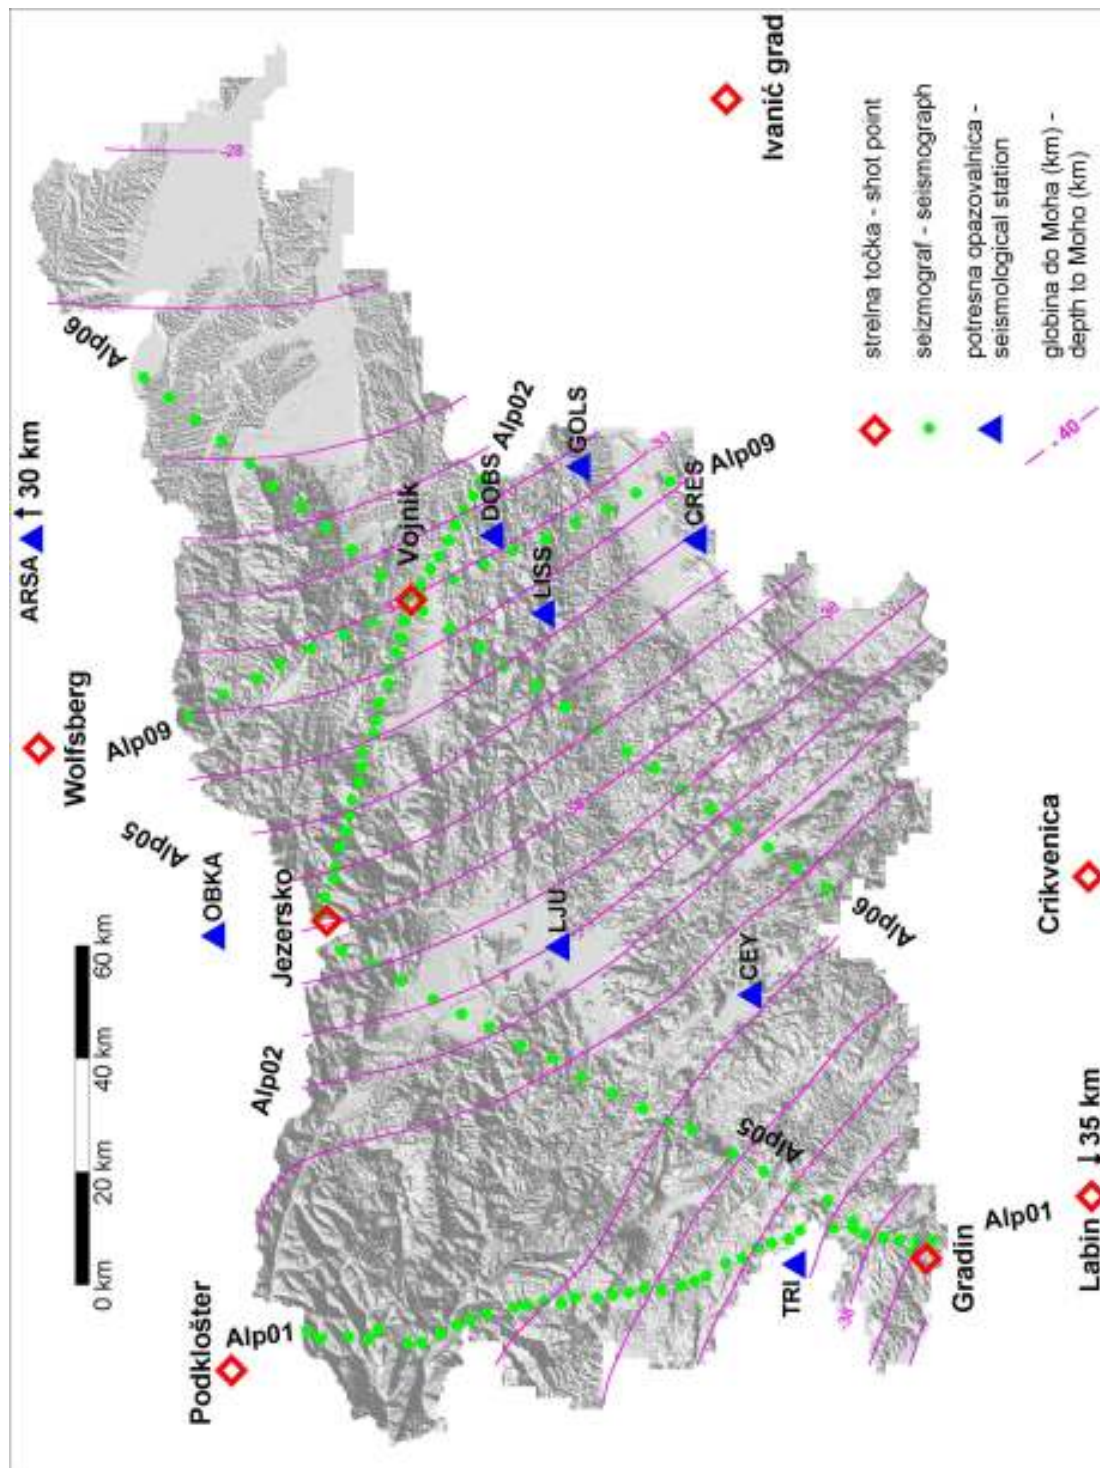 ARSA ↑ 30 km
Wolfsberg
0 km 20 km 40 km 60 km
Alp06
Alp09
Alp05
Podklošter
OBKA
-28
Alp01
Alp02
Jezersko
Vojnik
DOBS
Alp02
LISS
LJU
GOLS
-33
CRES
Alp09
CEY
Alp05
Ivanić grad
TRI
-38
Alp06
Gradin
Alp01
Crikvenica
Labin ↓ 35 km
strelna točka - shot point
seizmograf - seismograph
potresna opazovalnica -
seismological station
- 40
globina do Moha (km) -
depth to Moho (km)